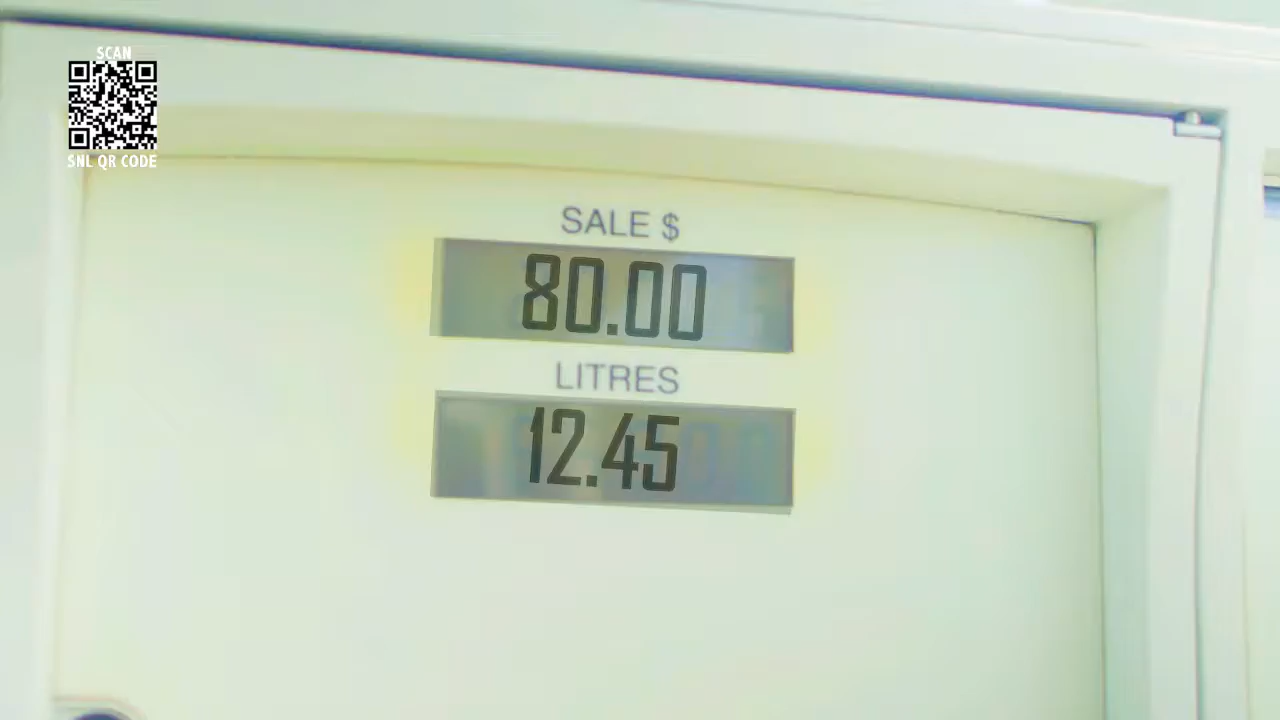 SCAN
SNL QR CODE
SALE $
80.00
LITRES
12.45